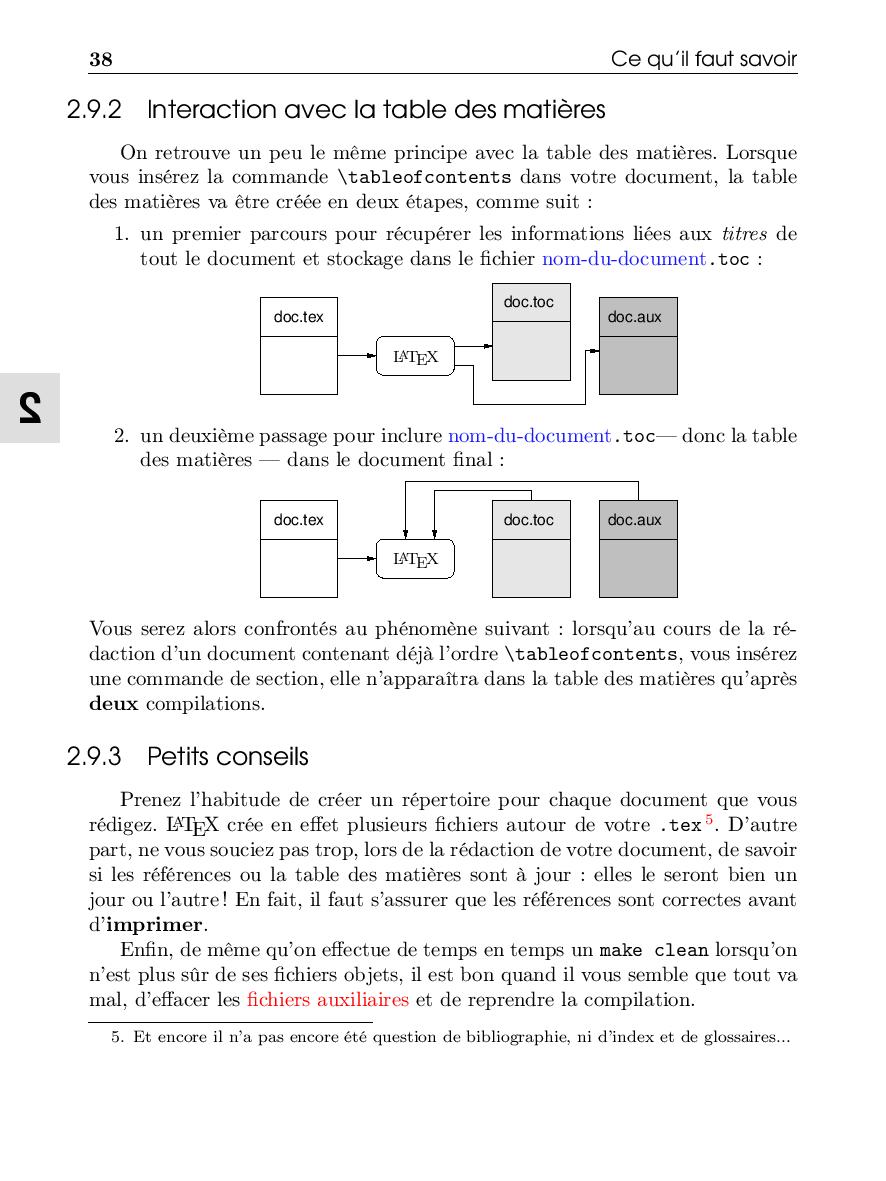 38 Ce qu'il faut savoir
2.9.2 Interaction avec la table des matières
On retrouve un peu le même principe avec la table des matières. Lorsque
vous insérez la commande \tableofcontents dans votre document, la table
des matières va être créée en deux étapes, comme suit :
1. un premier parcours pour récupérer les informations liées aux titres de
tout le document et stockage dans le fichier nom-du-document.toc :
doc.tex
LATEX
doc.toc
doc.aux
2
2. un deuxième passage pour inclure nom-du-document.toc— donc la table
des matières — dans le document final :
doc.tex
LATEX
doc.toc
doc.aux
Vous serez alors confrontés au phénomène suivant : lorsqu'au cours de la ré-
daction d'un document contenant déjà l'ordre \tableofcontents, vous insérez
une commande de section, elle n'apparaîtra dans la table des matières qu'après
deux compilations.
2.9.3 Petits conseils
Prenez l'habitude de créer un répertoire pour chaque document que vous
rédigez. LATEX crée en effet plusieurs fichiers autour de votre .tex 5. D'autre
part, ne vous souciez pas trop, lors de la rédaction de votre document, de savoir
si les références ou la table des matières sont à jour : elles le seront bien un
jour ou l'autre ! En fait, il faut s'assurer que les références sont correctes avant
d'imprimer.
Enfin, de même qu'on effectue de temps en temps un make clean lorsqu'on
n'est plus sûr de ses fichiers objets, il est bon quand il vous semble que tout va
mal, d'effacer les fichiers auxiliaires et de reprendre la compilation.
5. Et encore il n'a pas encore été question de bibliographie, ni d'index et de glossaires...